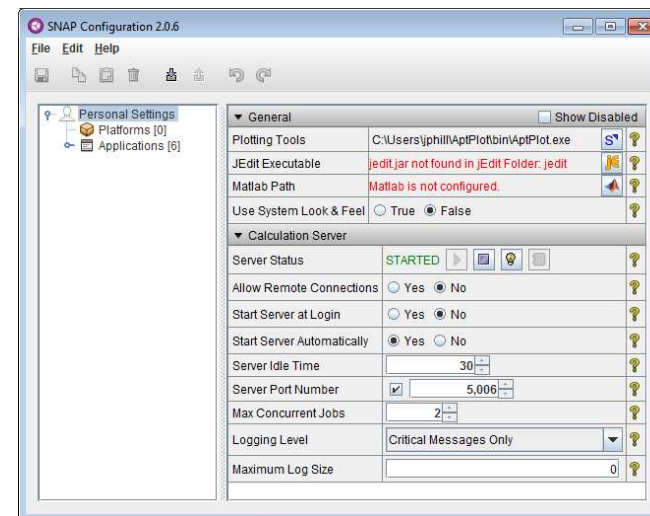 SNAP Configuration 2.0.6
File Edit Help
Personal Settings
Platforms [0]
Applications [6]
General Show Disabled
Plotting Tools C:\Users\jphill\AptPlot\bin\AptPlot.exe
JEdit Executable jedit.jar not found in jEdit Folder: jedit
Matlab Path Matlab is not configured.
Use System Look & Feel True False
Calculation Server
Server Status STARTED
Allow Remote Connections Yes No
Start Server at Login Yes No
Start Server Automatically Yes No
Server Idle Time 30
Server Port Number 5,006
Max Concurrent Jobs 2
Logging Level Critical Messages Only
Maximum Log Size 0